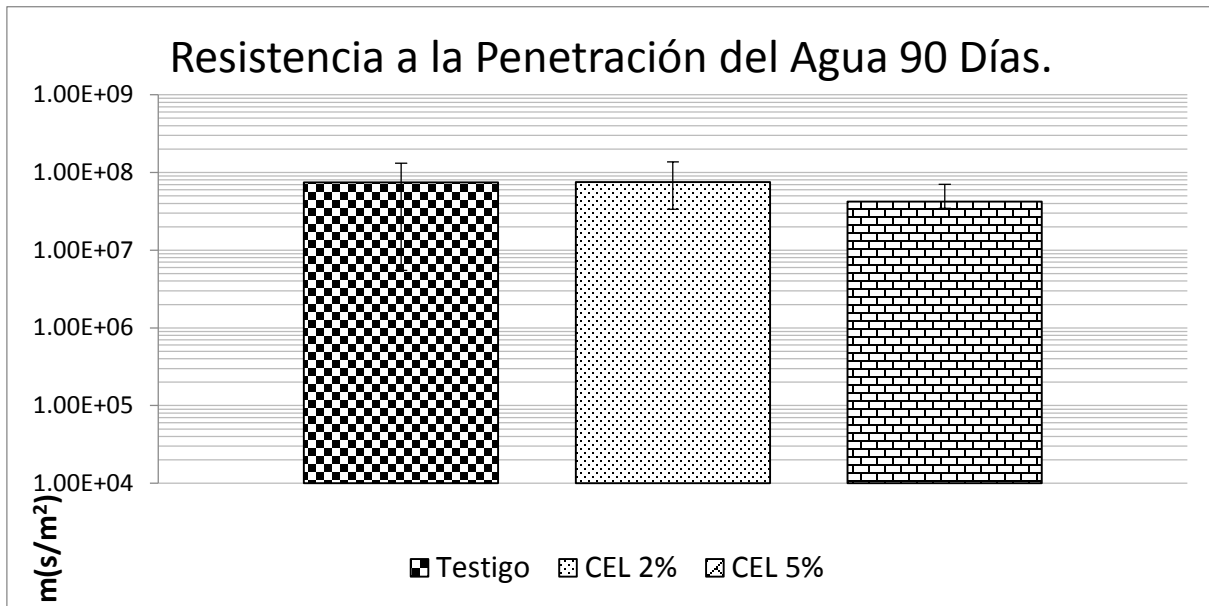 Resistencia a la Penetración del Agua 90 Días.
1.00E+09
1.00E+08
1.00E+07
1.00E+06
1.00E+05
1.00E+04
m(s/m²)
Testigo CEL 2% CEL 5%